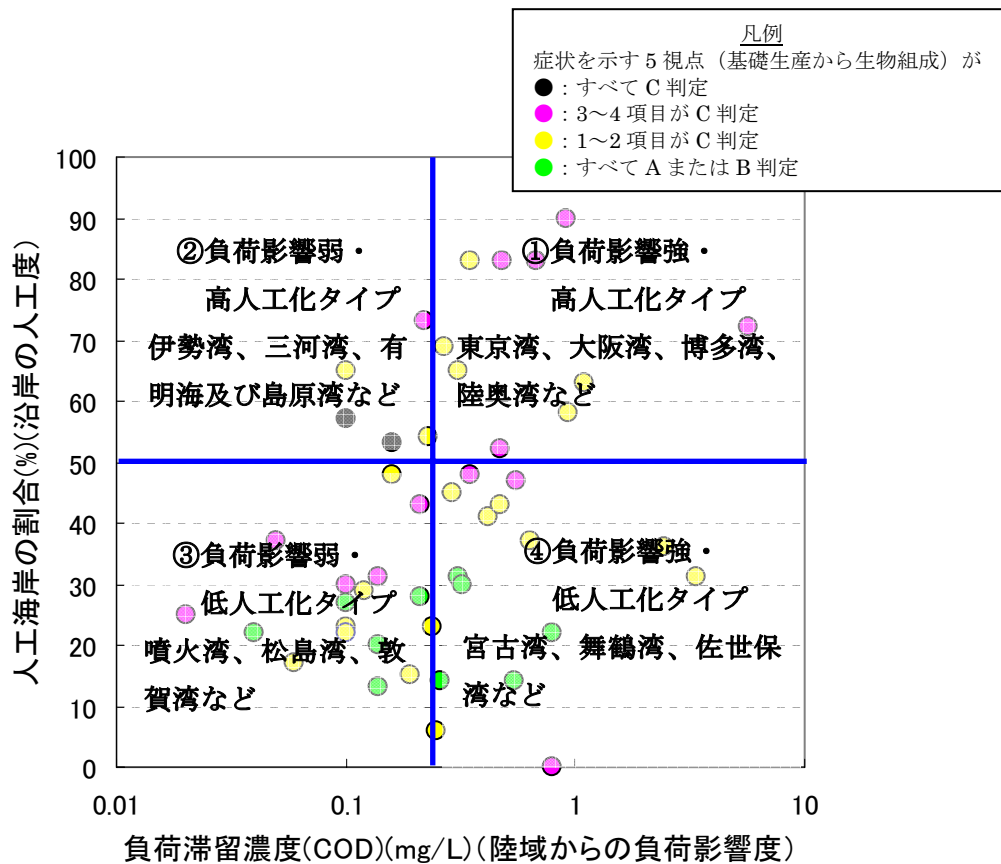 凡例
症状を示す 5 視点（基礎生産から生物組成）が
●：すべて C 判定
●：3～4 項目が C 判定
●：1～2 項目が C 判定
●：すべて A または B 判定
人工海岸の割合(%)(沿岸の人工度)
100
90
80
70
60
50
40
30
20
10
0
②負荷影響弱・
高人工化タイプ
伊勢湾、三河湾、有
明海及び島原湾など
①負荷影響強・
高人工化タイプ
東京湾、大阪湾、博多湾、
陸奥湾など
③負荷影響弱・
低人工化タイプ
噴火湾、松島湾、敦
賀湾など
④負荷影響強・
低人工化タイプ
宮古湾、舞鶴湾、佐世保
湾など
0.01
0.1
1
10
負荷滞留濃度(COD)(mg/L)(陸域からの負荷影響度)